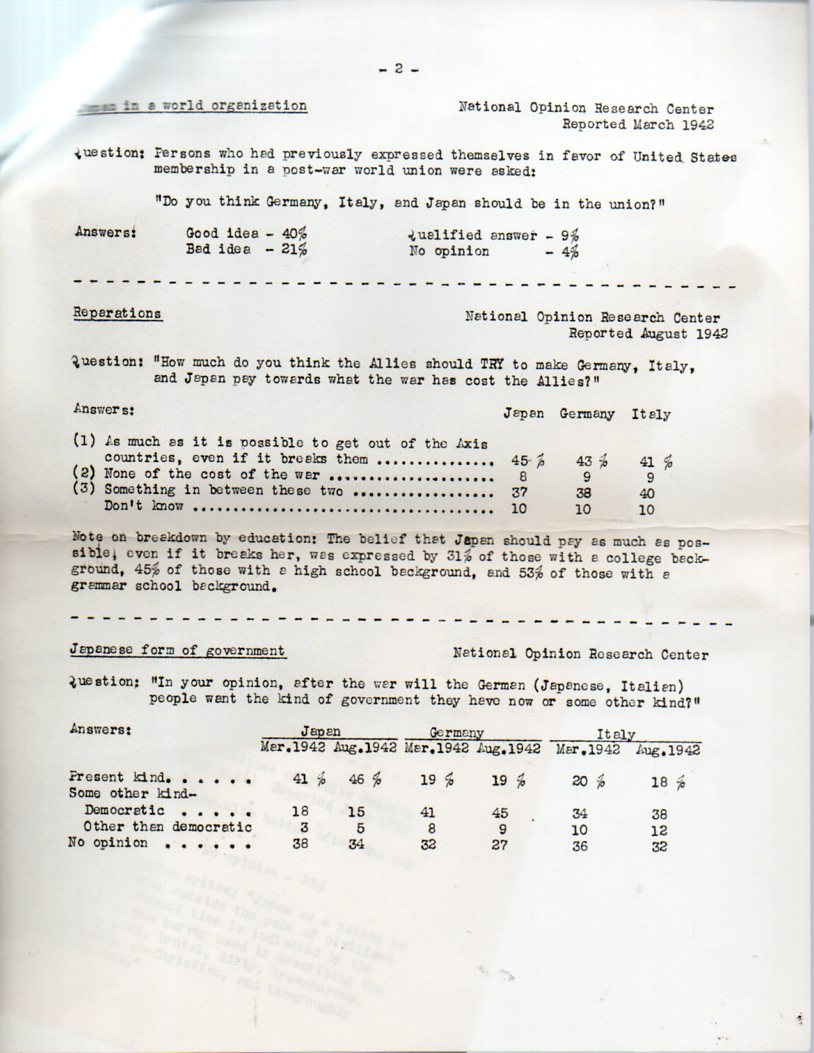 - 2 -
Japan in a world organization National Opinion Research Center
Reported March 1942
Question: Persons who had previously expressed themselves in favor of United States
membership in a post-war world union were asked:
"Do you think Germany, Italy, and Japan should be in the union?"
Answers: Good idea - 40% Qualified answer - 9%
Bad idea - 21% No opinion - 4%
Reparations National Opinion Research Center
Reported August 1942
Question: "How much do you think the Allies should TRY to make Germany, Italy,
and Japan pay towards what the war has cost the Allies?"
Answers: Japan Germany Italy
(1) As much as it is possible to get out of the Axis
countries, even if it breaks them ............... 45 % 43 % 41 %
(2) None of the cost of the war ..................... 8 9 9
(3) Something in between these two .................. 37 38 40
Don't know ...................................... 10 10 10
Note on breakdown by education: The belief that Japan should pay as much as pos-
sible, even if it breaks her, was expressed by 31% of those with a college back-
ground, 45% of those with a high school background, and 53% of those with a
grammar school background.
Japanese form of government National Opinion Research Center
Question: "In your opinion, after the war will the German (Japanese, Italian)
people want the kind of government they have now or some other kind?"
Answers: Japan Germany Italy
Mar.1942 Aug.1942 Mar.1942 Aug.1942 Mar.1942 Aug.1942
Present kind. . . . . . 41 % 46 % 19 % 19 % 20 % 18 %
Some other kind-
Democratic . . . . . 18 15 41 45 34 38
Other than democratic 3 5 8 9 10 12
No opinion . . . . . . 38 34 32 27 36 32